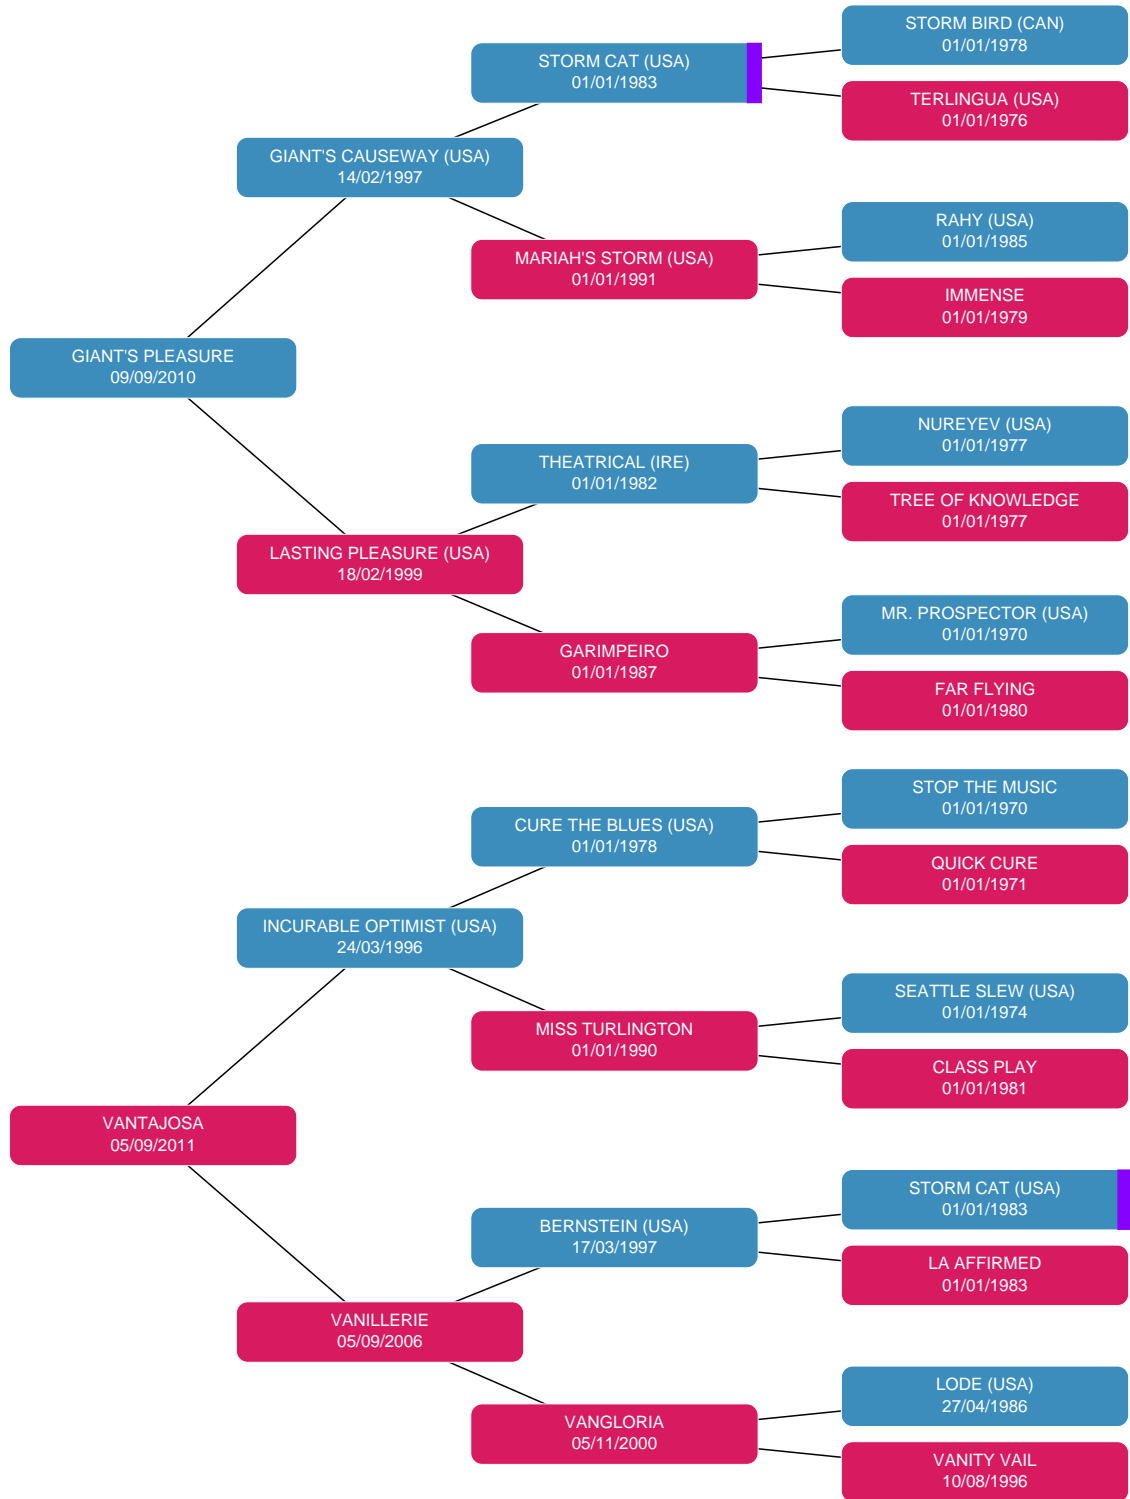 STORM BIRD (CAN)
01/01/1978
STORM CAT (USA)
01/01/1983
TERLINGUA (USA)
01/01/1976
GIANT'S CAUSEWAY (USA)
14/02/1997
RAHY (USA)
01/01/1985
MARIAH'S STORM (USA)
01/01/1991
IMMENSE
01/01/1979
GIANT'S PLEASURE
09/09/2010
NUREYEV (USA)
01/01/1977
THEATRICAL (IRE)
01/01/1982
TREE OF KNOWLEDGE
01/01/1977
LASTING PLEASURE (USA)
18/02/1999
MR. PROSPECTOR (USA)
01/01/1970
GARIMPEIRO
01/01/1987
FAR FLYING
01/01/1980
STOP THE MUSIC
01/01/1970
CURE THE BLUES (USA)
01/01/1978
QUICK CURE
01/01/1971
INCURABLE OPTIMIST (USA)
24/03/1996
SEATTLE SLEW (USA)
01/01/1974
MISS TURLINGTON
01/01/1990
CLASS PLAY
01/01/1981
VANTAJOSA
05/09/2011
STORM CAT (USA)
01/01/1983
BERNSTEIN (USA)
17/03/1997
LA AFFIRMED
01/01/1983
VANILLERIE
05/09/2006
LODE (USA)
27/04/1986
VANGLORIA
05/11/2000
VANITY VAIL
10/08/1996